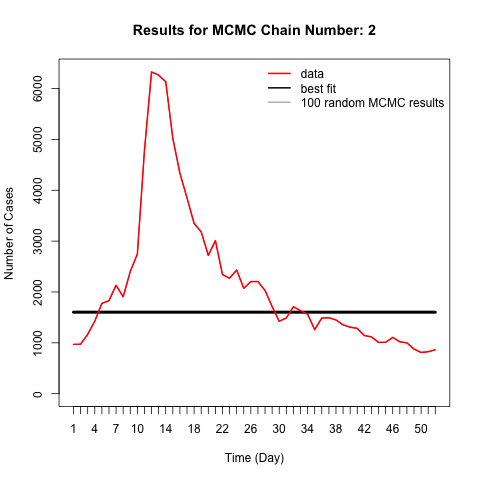 Results for MCMC Chain Number: 2
data
best fit
100 random MCMC results
Number of Cases
6000
5000
4000
3000
2000
1000
0
1 4 7 10 14 18 22 26 30 34 38 42 46 50
Time (Day)